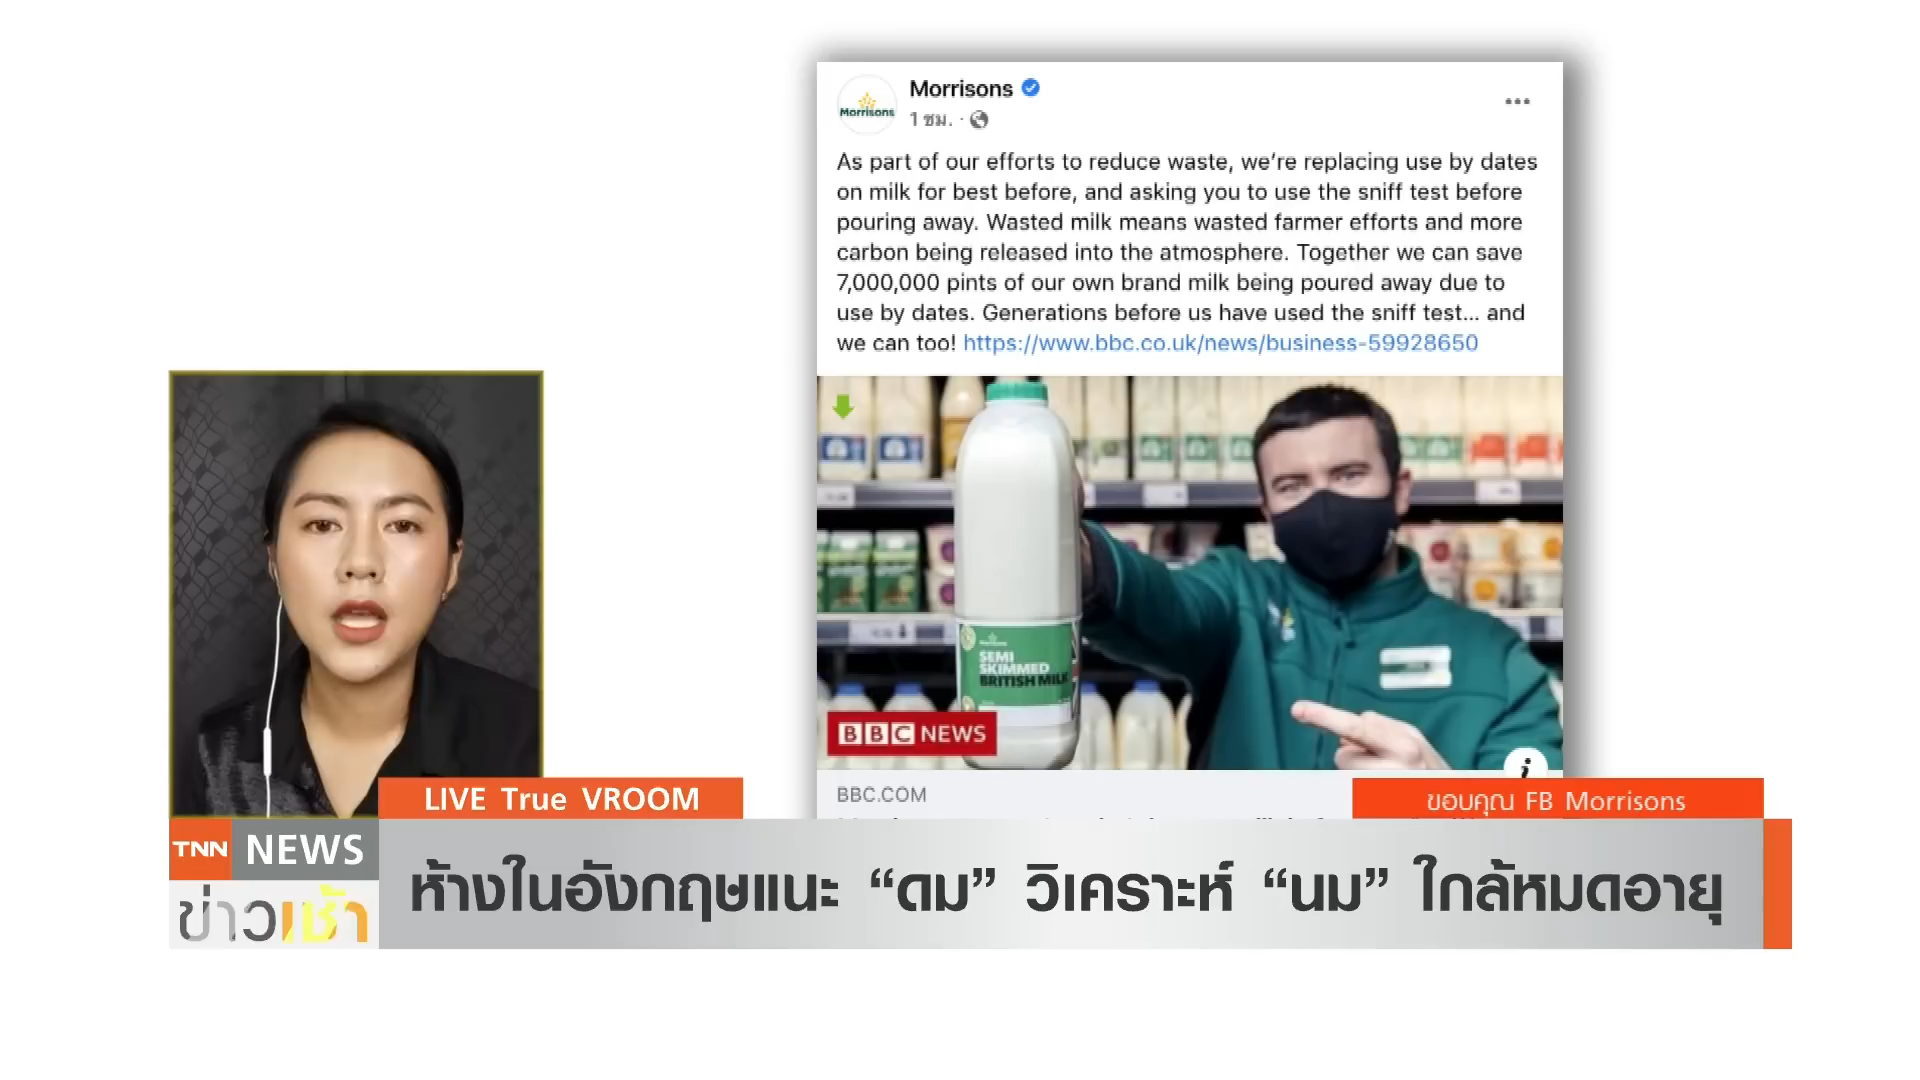 Morrisons
Morrisons
1 ชม. ·
As part of our efforts to reduce waste, we're replacing use by dates
on milk for best before, and asking you to use the sniff test before
pouring away. Wasted milk means wasted farmer efforts and more
carbon being released into the atmosphere. Together we can save
7,000,000 pints of our own brand milk being poured away due to
use by dates. Generations before us have used the sniff test... and
we can too! https://www.bbc.co.uk/news/business-59928650
Morrisons
SEMI
SKIMMED
BRITISH MILK
BBC NEWS
i
BBC.COM
LIVE True VROOM
ขอบคุณ FB Morrisons
TNN NEWS
ข่าวเช้า
ห้างในอังกฤษแนะ “ดม” วิเคราะห์ “นม” ใกล้หมดอายุ